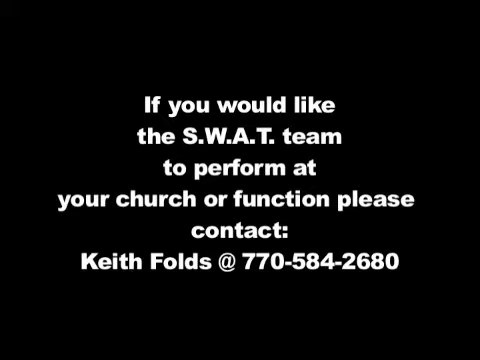 If you would like
the S.W.A.T. team
to perform at
your church or function please
contact:
Keith Folds @ 770-584-2680